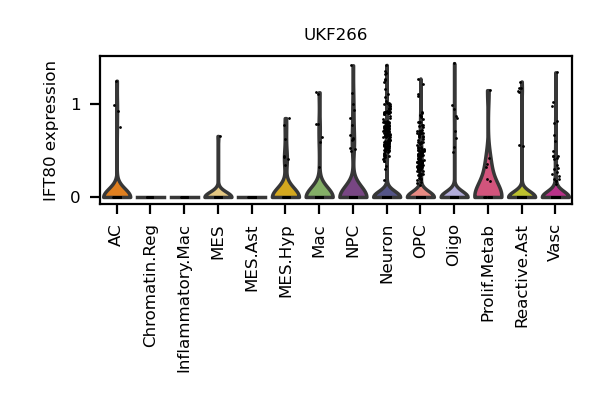 UKF266
IFT80 expression
1
0
AC
Chromatin.Reg
Inflammatory.Mac
MES
MES.Ast
MES.Hyp
Mac
NPC
Neuron
OPC
Oligo
Prolif.Metab
Reactive.Ast
Vasc